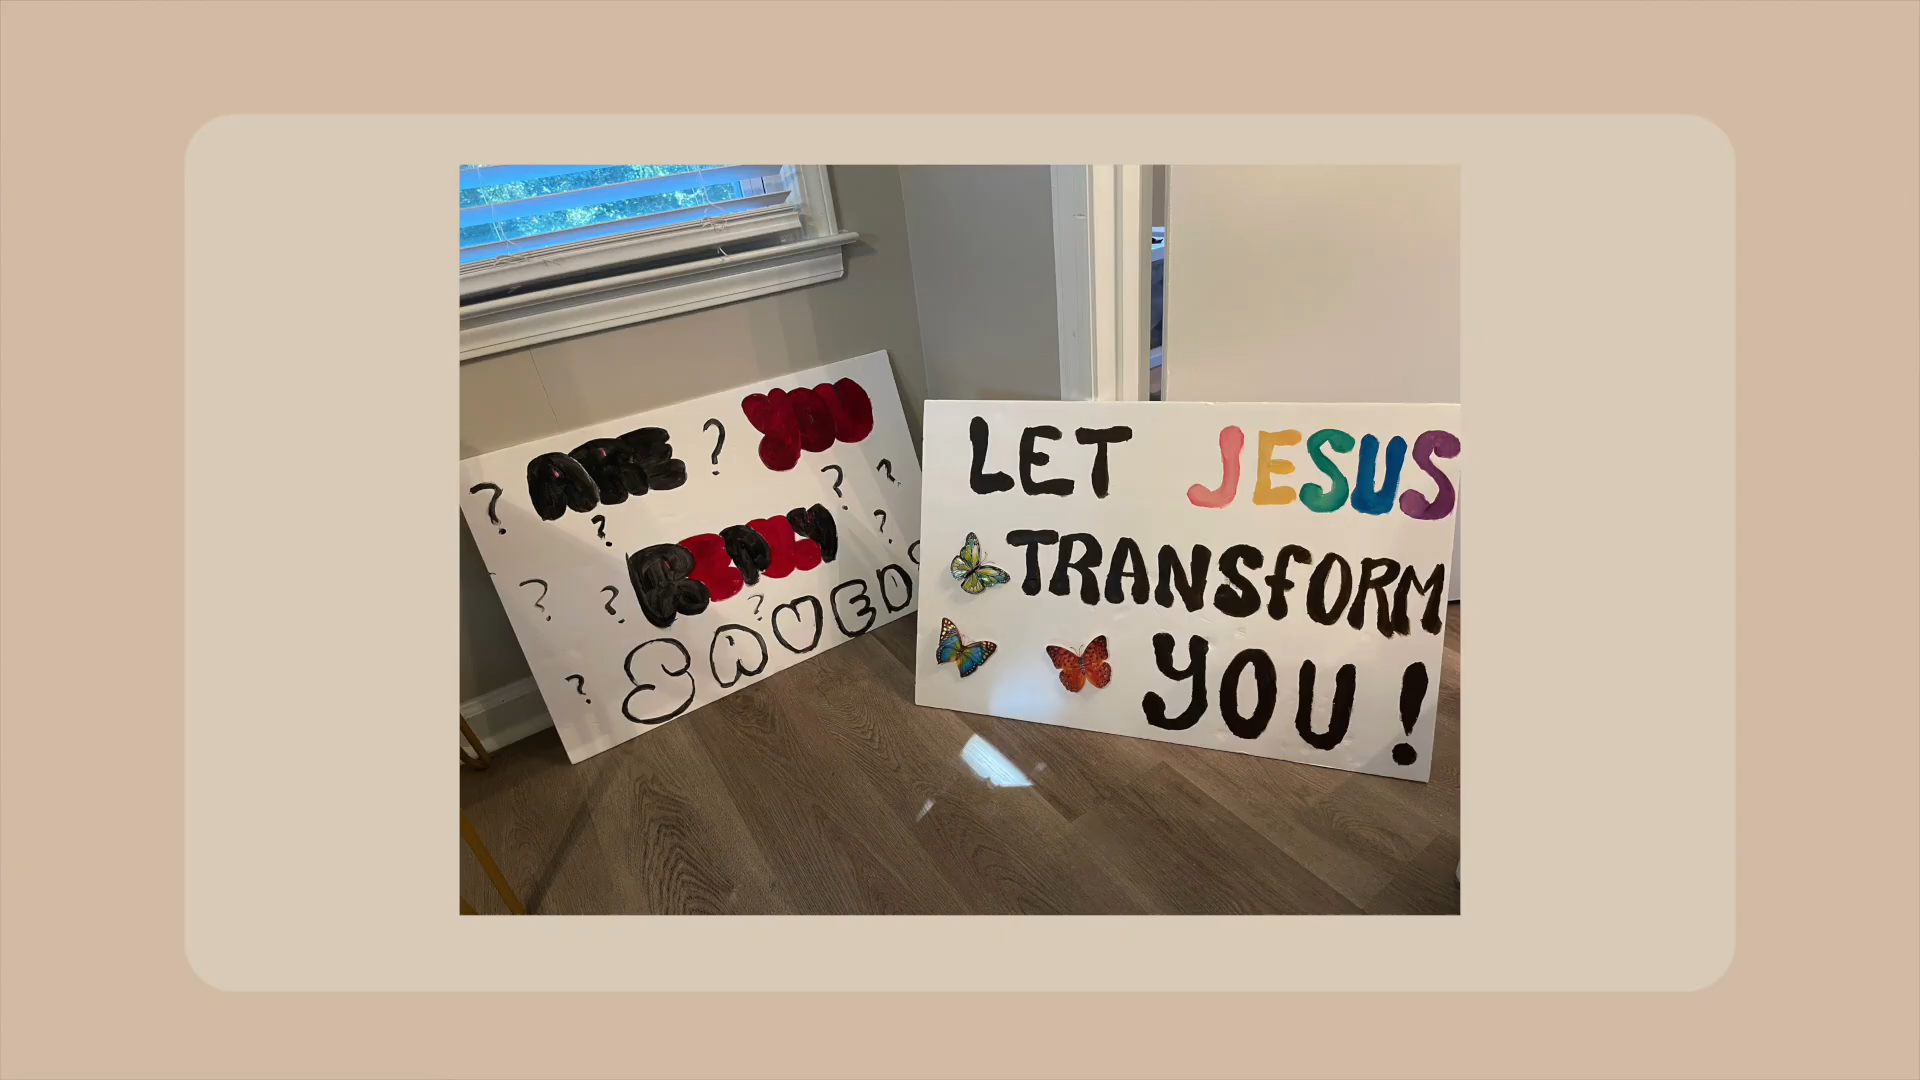 ARE ? YOU
? ? ?
? REALLY ?
? ? ?
? SAVED?
LET JESUS
TRANSFORM
YOU!